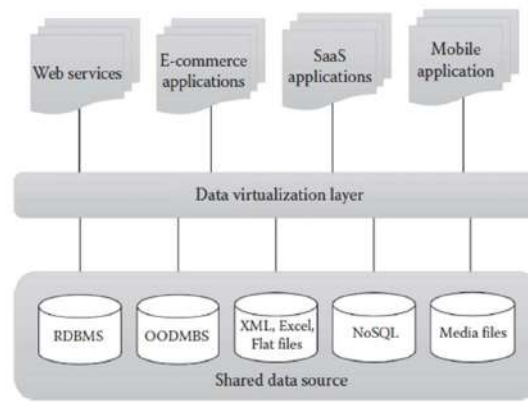 Web services
E-commerce
applications
SaaS
applications
Mobile
application
Data virtualization layer
RDBMS
OODMBS
XML, Excel,
Flat files
NoSQL
Media files
Shared data source